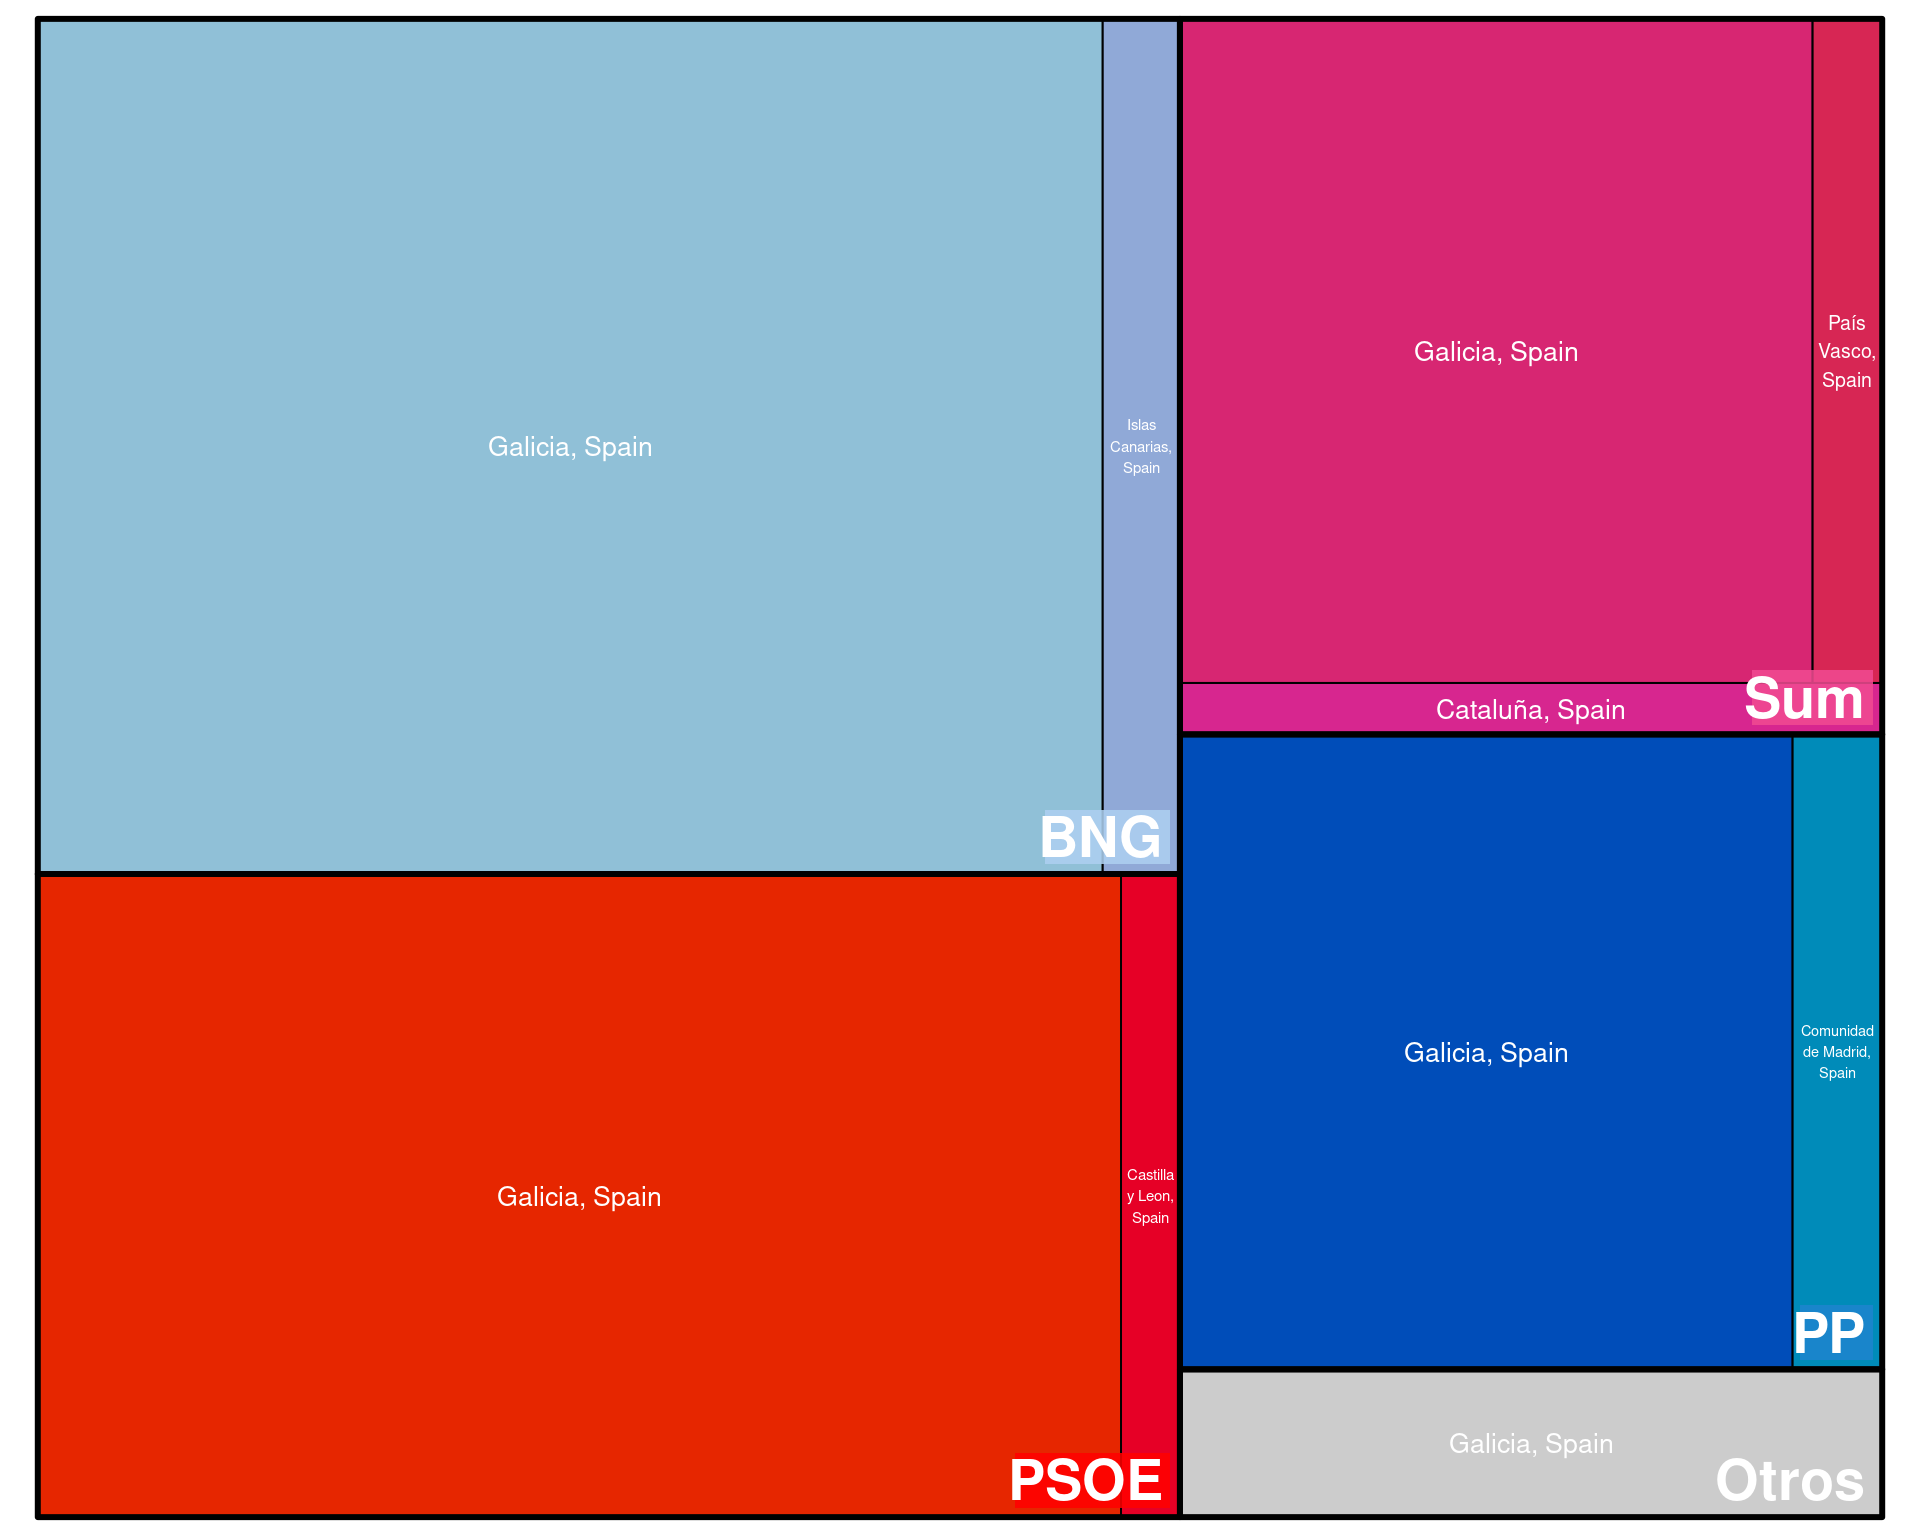 Galicia, Spain
Islas
Canarias,
Spain
BNG
Galicia, Spain
Castilla
y Leon,
Spain
PSOE
Galicia, Spain
País
Vasco,
Spain
Cataluña, Spain
Sum
Galicia, Spain
Comunidad
de Madrid,
Spain
PP
Galicia, Spain
Otros